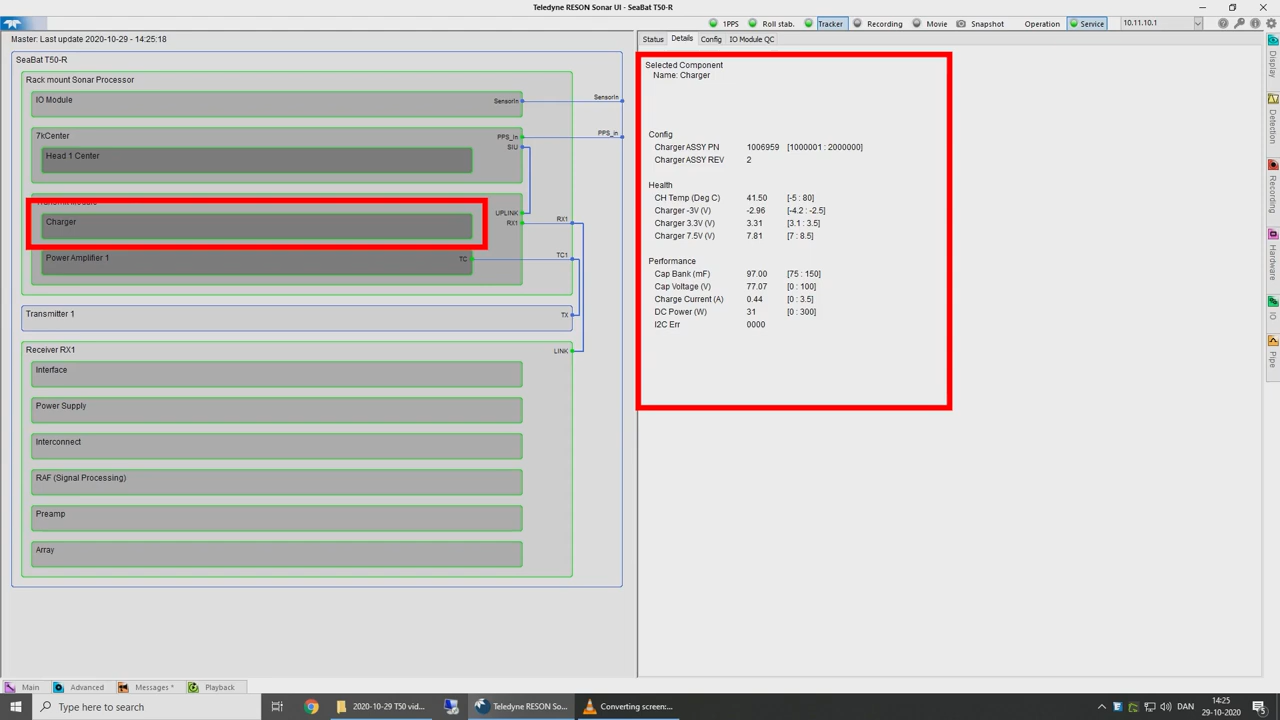 Teledyne RESON Sonar UI - SeaBat T50-R
1PPS Roll stab. Tracker Recording Movie Snapshot Operation Service 10.11.10.1
Master: Last update 2020-10-29 - 14:25:18
SeaBat T50-R
Rack mount Sonar Processor
IO Module
SensorIn
SensorIn
7kCenter
PPS_In
PPS_in
SIU
Head 1 Center
UPLINK
Charger
RX1
RX1
Power Amplifier 1
TC
TC1
Transmitter 1
TX
Receiver RX1
LINK
Interface
Power Supply
Interconnect
RAF (Signal Processing)
Preamp
Array
Status Details Config IO Module QC
Selected Component
Name: Charger
Config
Charger ASSY PN 1006959 [1000001 : 2000000]
Charger ASSY REV 2
Health
CH Temp (Deg C) 41.50 [-5 : 80]
Charger -3V (V) -2.96 [-4.2 : -2.5]
Charger 3.3V (V) 3.31 [3.1 : 3.5]
Charger 7.5V (V) 7.81 [7 : 8.5]
Performance
Cap Bank (mF) 97.00 [75 : 150]
Cap Voltage (V) 77.07 [0 : 100]
Charge Current (A) 0.44 [0 : 3.5]
DC Power (W) 31 [0 : 300]
I2C Err 0000
Display
Detection
Recording
Hardware
IO
Pipe
Main Advanced Messages * Playback
Type here to search
2020-10-29 T50 vid...
Teledyne RESON So...
Converting screen:...
DAN
14:25
29-10-2020